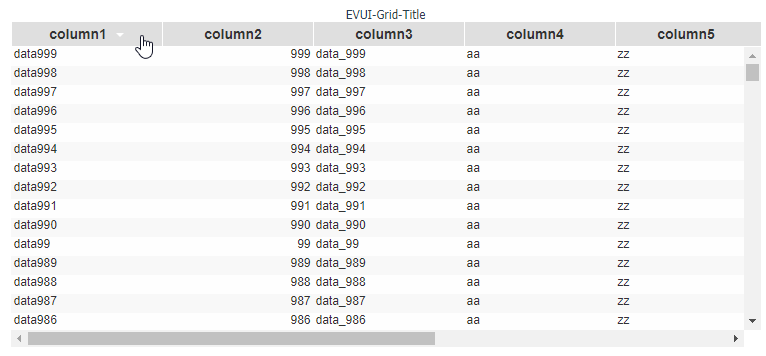 EVUI-Grid-Title
column1 column2 column3 column4 column5
data999 999 data_999 aa zz
data998 998 data_998 aa zz
data997 997 data_997 aa zz
data996 996 data_996 aa zz
data995 995 data_995 aa zz
data994 994 data_994 aa zz
data993 993 data_993 aa zz
data992 992 data_992 aa zz
data991 991 data_991 aa zz
data990 990 data_990 aa zz
data99 99 data_99 aa zz
data989 989 data_989 aa zz
data988 988 data_988 aa zz
data987 987 data_987 aa zz
data986 986 data_986 aa zz